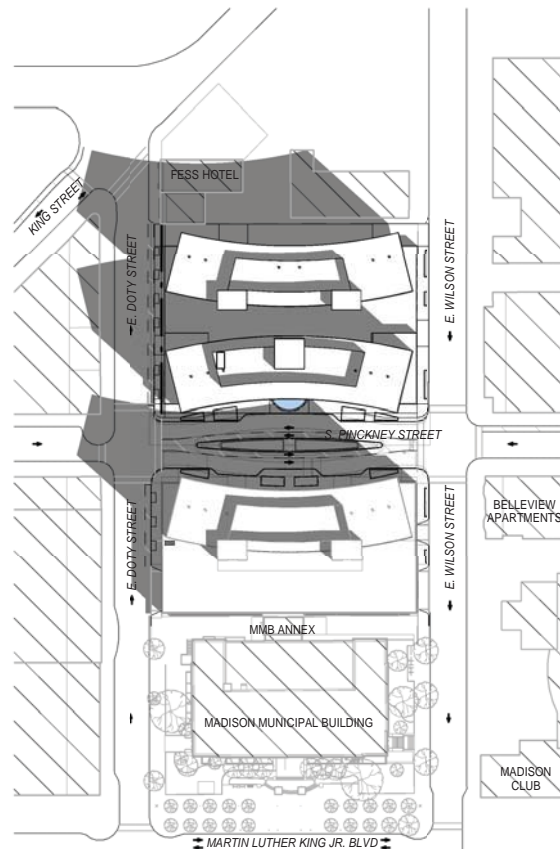 FESS HOTEL
KING STREET
E. DOTY STREET
E. WILSON STREET
S. PINCKNEY STREET
BELLEVIEW
APARTMENTS
E. DOTY STREET
E. WILSON STREET
MMB ANNEX
MADISON MUNICIPAL BUILDING
MADISON
CLUB
MARTIN LUTHER KING JR. BLVD